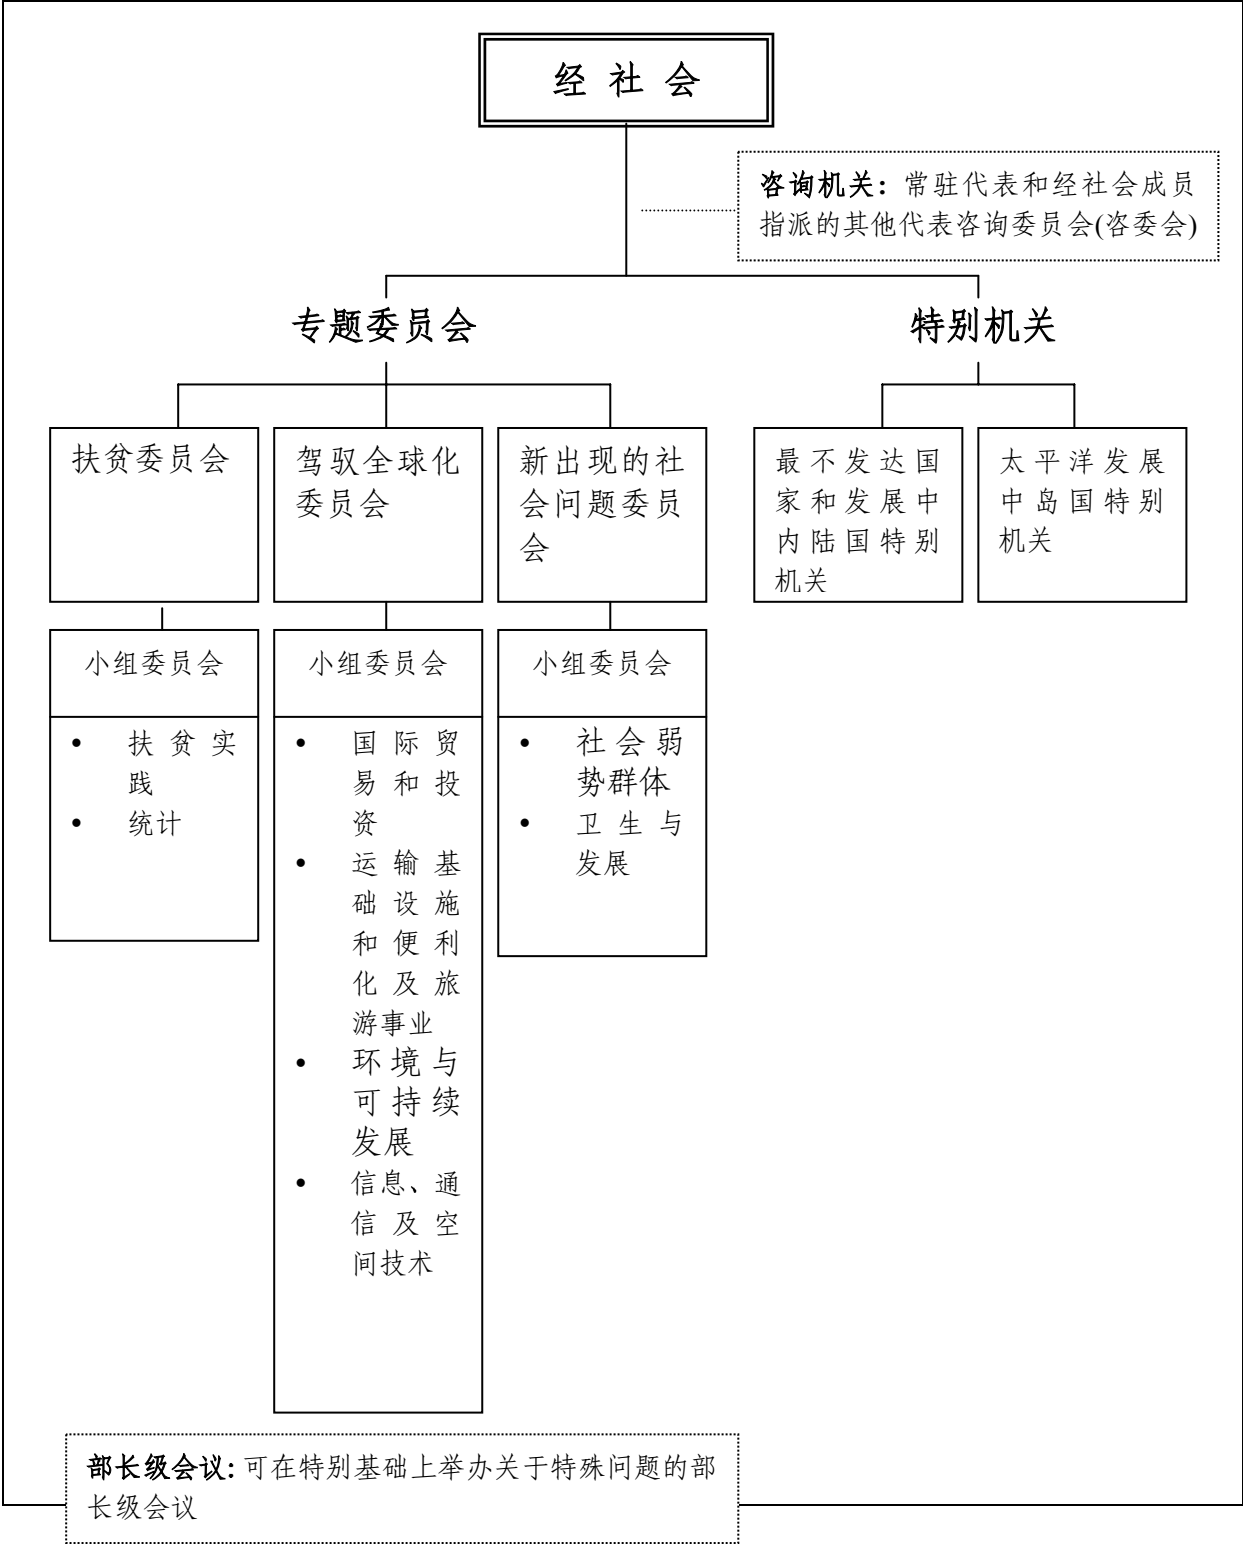 经 社 会
咨询机关：常驻代表和经社会成员
指派的其他代表咨询委员会(咨委会)
专题委员会
特别机关
扶贫委员会
驾驭全球化
委员会
新出现的社
会问题委员
会
最不发达国
家和发展中
内陆国特别
机关
太平洋发展
中岛国特别
机关
小组委员会
• 扶贫实
践
• 统计
小组委员会
• 国际贸
易和投
资
• 运输基
础设施
和便利
化及旅
游事业
• 环境与
可持续
发展
• 信息、通
信及空
间技术
小组委员会
• 社会弱
势群体
• 卫生与
发展
部长级会议: 可在特别基础上举办关于特殊问题的部
长级会议